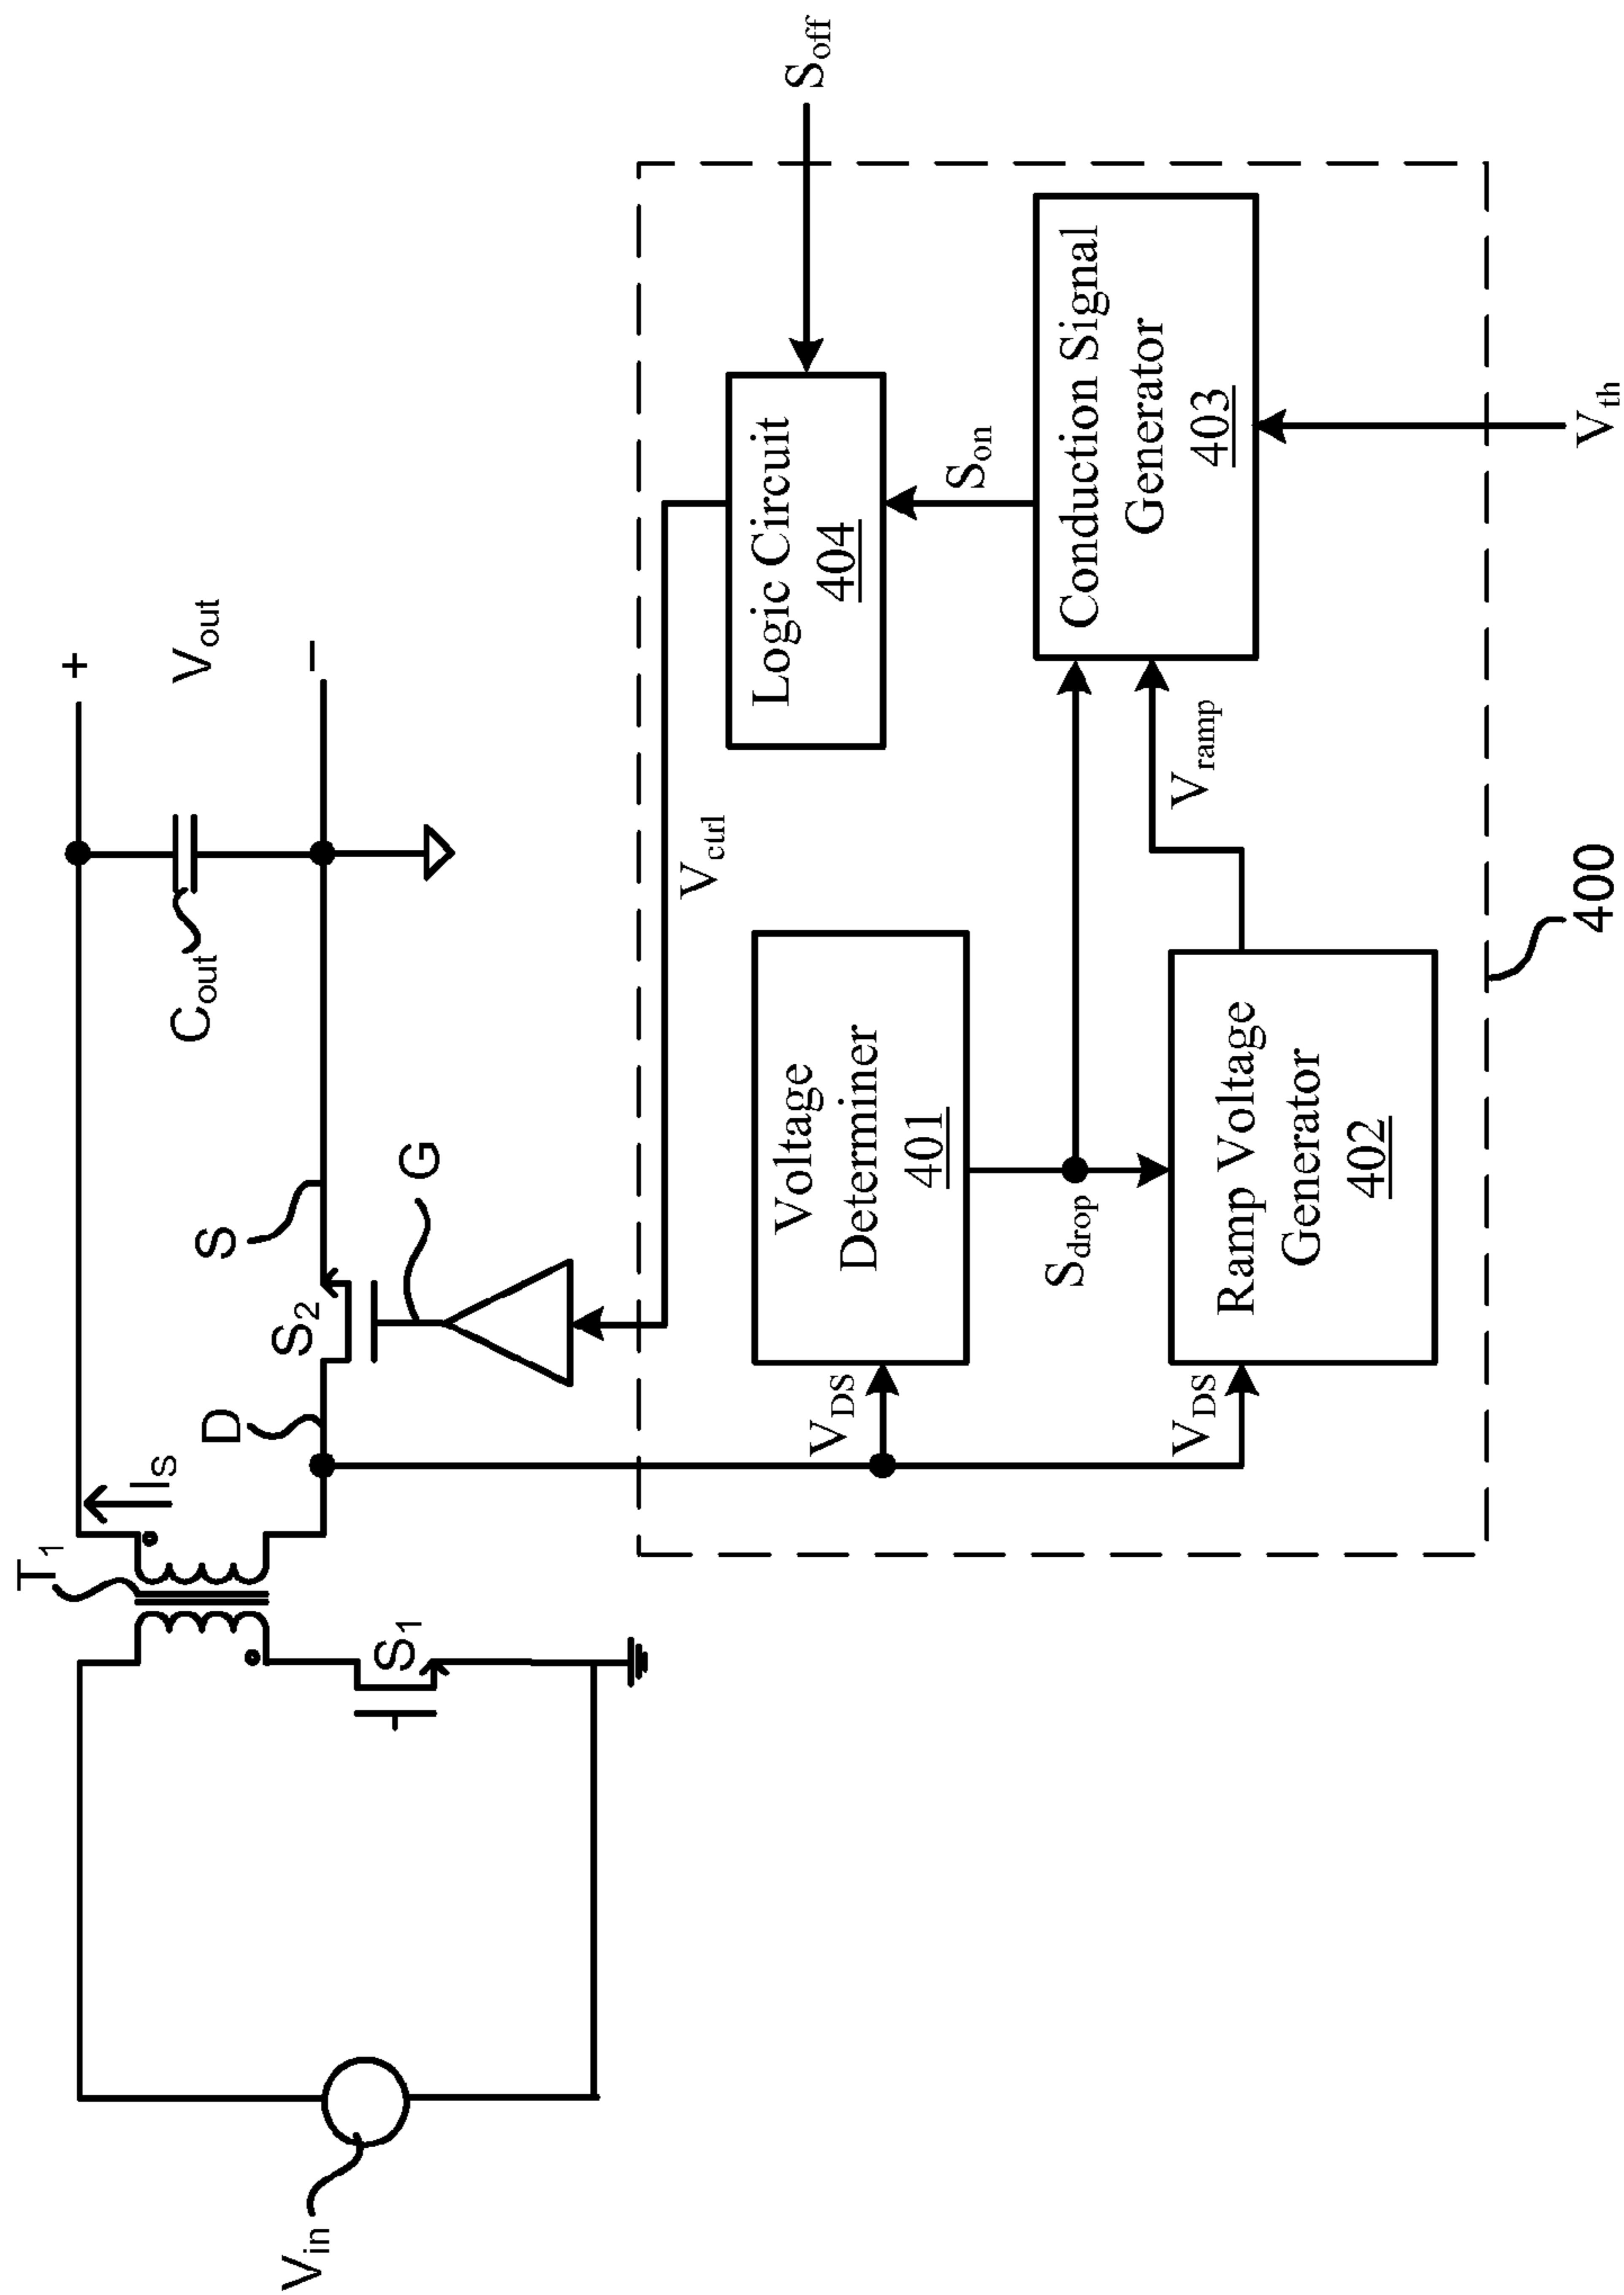 T1
IS
+
Cout
Vout
−
D
S2
S
G
S1
Vin
Vctrl
Soff
VDS
Voltage
Determiner
401
Logic Circuit
404
Sdrop
Son
VDS
Ramp Voltage
Generator
402
Vramp
Conduction Signal
Generator
403
Vth
400